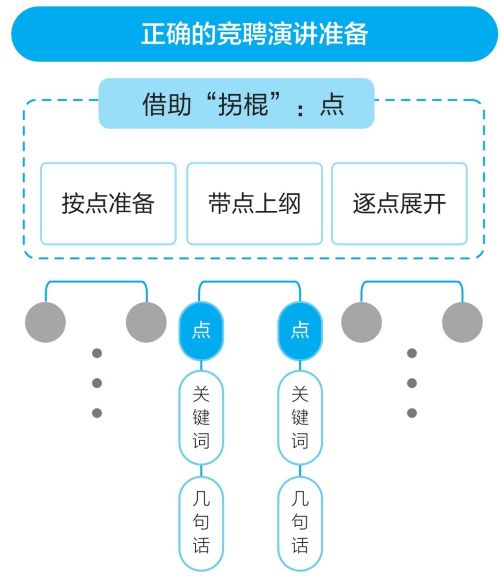 正确的竞聘演讲准备
借助“拐棍”：点
按点准备
带点上纲
逐点展开
点
点
关键词
关键词
几句话
几句话